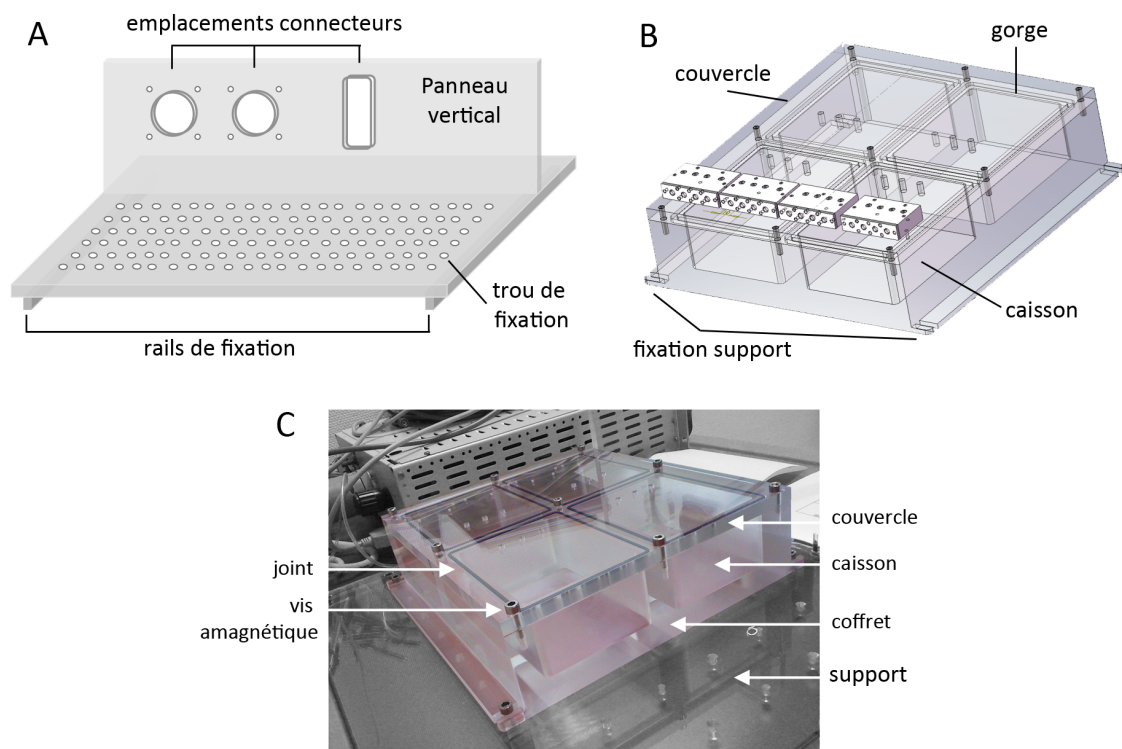 A
emplacements connecteurs
Panneau
vertical
trou de
fixation
rails de fixation
B
gorge
couvercle
caisson
fixation support
C
couvercle
joint
caisson
vis
amagnétique
coffret
support